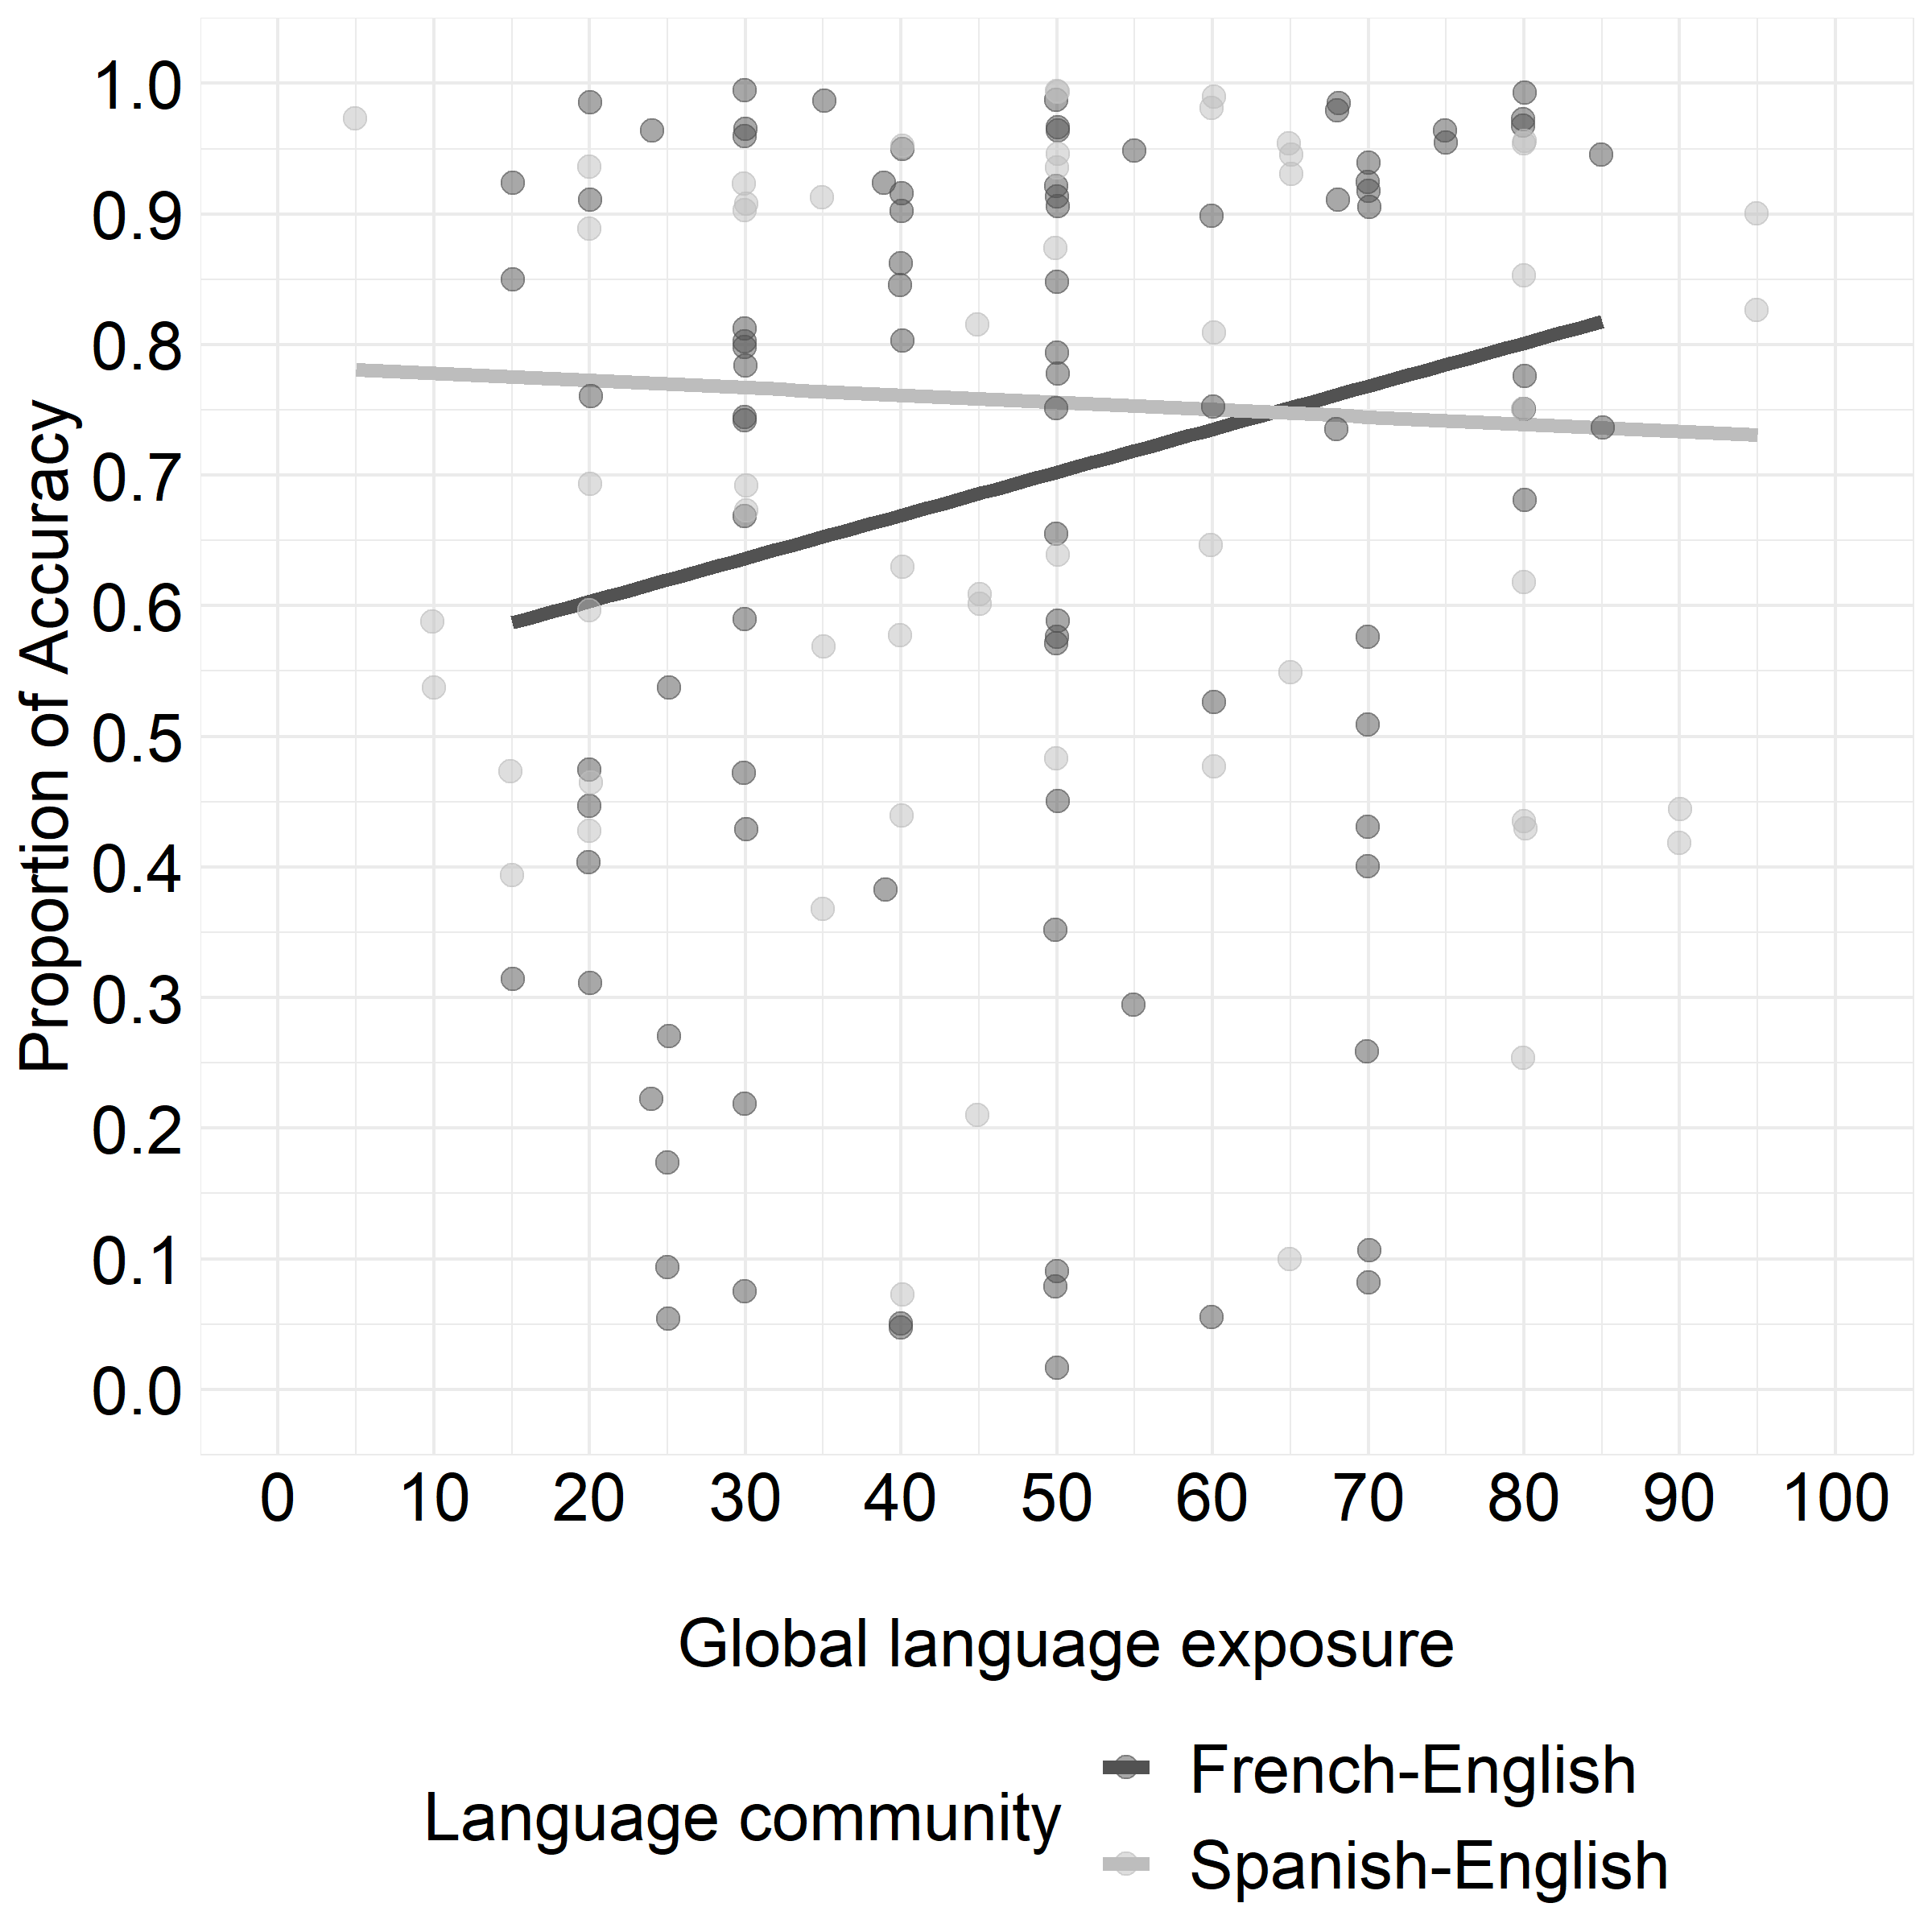 Proportion of Accuracy
1.0
0.9
0.8
0.7
0.6
0.5
0.4
0.3
0.2
0.1
0.0
0 10 20 30 40 50 60 70 80 90 100
Global language exposure
Language community
French-English
Spanish-English